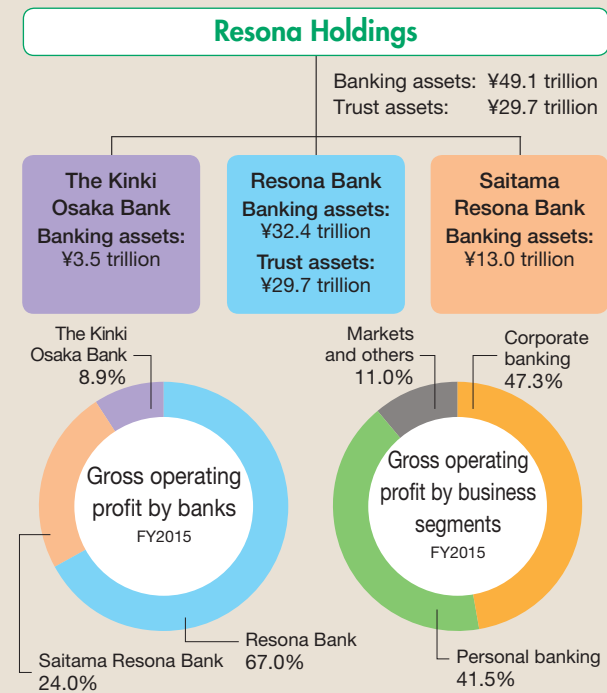 Resona Holdings
Banking assets: ¥49.1 trillion
Trust assets: ¥29.7 trillion
The Kinki
Osaka Bank
Banking assets:
¥3.5 trillion
Resona Bank
Banking assets:
¥32.4 trillion
Trust assets:
¥29.7 trillion
Saitama
Resona Bank
Banking assets:
¥13.0 trillion
The Kinki
Osaka Bank
8.9%
Gross operating
profit by banks
FY2015
Saitama Resona Bank
24.0%
Resona Bank
67.0%
Markets
and others
11.0%
Corporate
banking
47.3%
Gross operating
profit by business
segments
FY2015
Personal banking
41.5%